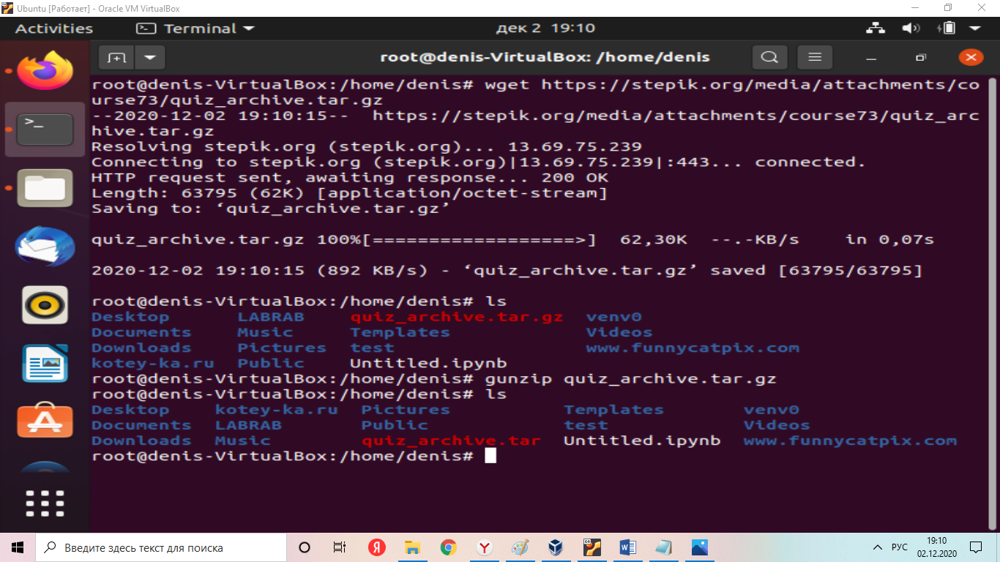 Ubuntu [Работает] - Oracle VM VirtualBox
Activities Terminal дек 2 19:10
root@denis-VirtualBox: /home/denis
root@denis-VirtualBox:/home/denis# wget https://stepik.org/media/attachments/co
urse73/quiz_archive.tar.gz
--2020-12-02 19:10:15-- https://stepik.org/media/attachments/course73/quiz_arc
hive.tar.gz
Resolving stepik.org (stepik.org)... 13.69.75.239
Connecting to stepik.org (stepik.org)|13.69.75.239|:443... connected.
HTTP request sent, awaiting response... 200 OK
Length: 63795 (62K) [application/octet-stream]
Saving to: ‘quiz_archive.tar.gz’
quiz_archive.tar.gz 100%[==================>] 62,30K --.-KB/s in 0,07s
2020-12-02 19:10:15 (892 KB/s) - ‘quiz_archive.tar.gz’ saved [63795/63795]
root@denis-VirtualBox:/home/denis# ls
Desktop LABRAB quiz_archive.tar.gz venv0
Documents Music Templates Videos
Downloads Pictures test www.funnycatpix.com
kotey-ka.ru Public Untitled.ipynb
root@denis-VirtualBox:/home/denis# gunzip quiz_archive.tar.gz
root@denis-VirtualBox:/home/denis# ls
Desktop kotey-ka.ru Pictures Templates venv0
Documents LABRAB Public test Videos
Downloads Music quiz_archive.tar Untitled.ipynb www.funnycatpix.com
root@denis-VirtualBox:/home/denis#
Введите здесь текст для поиска
РУС
19:10
02.12.2020